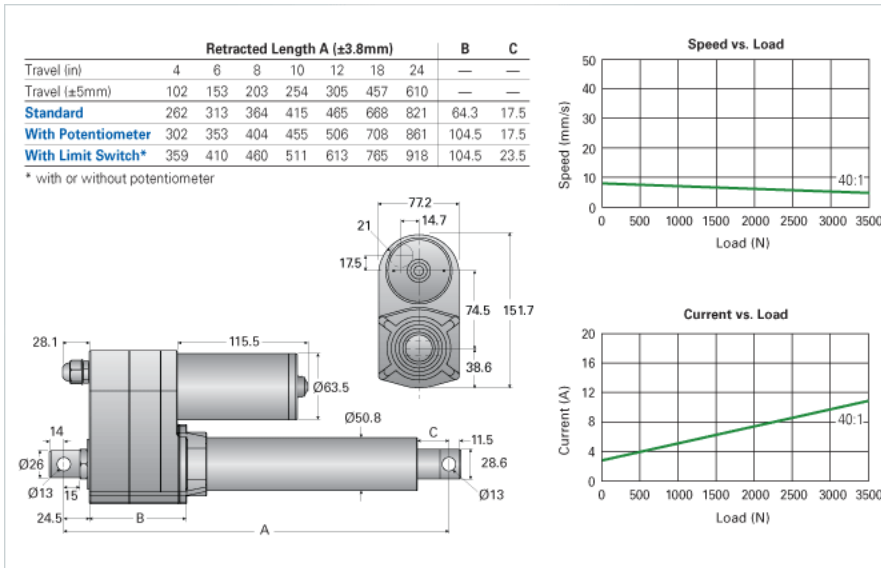 Retracted Length A (±3.8mm) B C
Travel (in) 4 6 8 10 12 18 24 — —
Travel (±5mm) 102 153 203 254 305 457 610 — —
Standard 262 313 364 415 465 668 821 64.3 17.5
With Potentiometer 302 353 404 455 506 708 861 104.5 17.5
With Limit Switch* 359 410 460 511 613 765 918 104.5 23.5
* with or without potentiometer
77.2
14.7
21
17.5
74.5
151.7
38.6
28.1
115.5
Ø63.5
14
Ø50.8
C
11.5
Ø26
28.6
Ø13
15
Ø13
24.5
B
A
Speed vs. Load
Speed (mm/s)
50
40
30
20
10
0
40:1
0 500 1000 1500 2000 2500 3000 3500
Load (N)
Current vs. Load
Current (A)
20
16
12
8
4
0
40:1
0 500 1000 1500 2000 2500 3000 3500
Load (N)